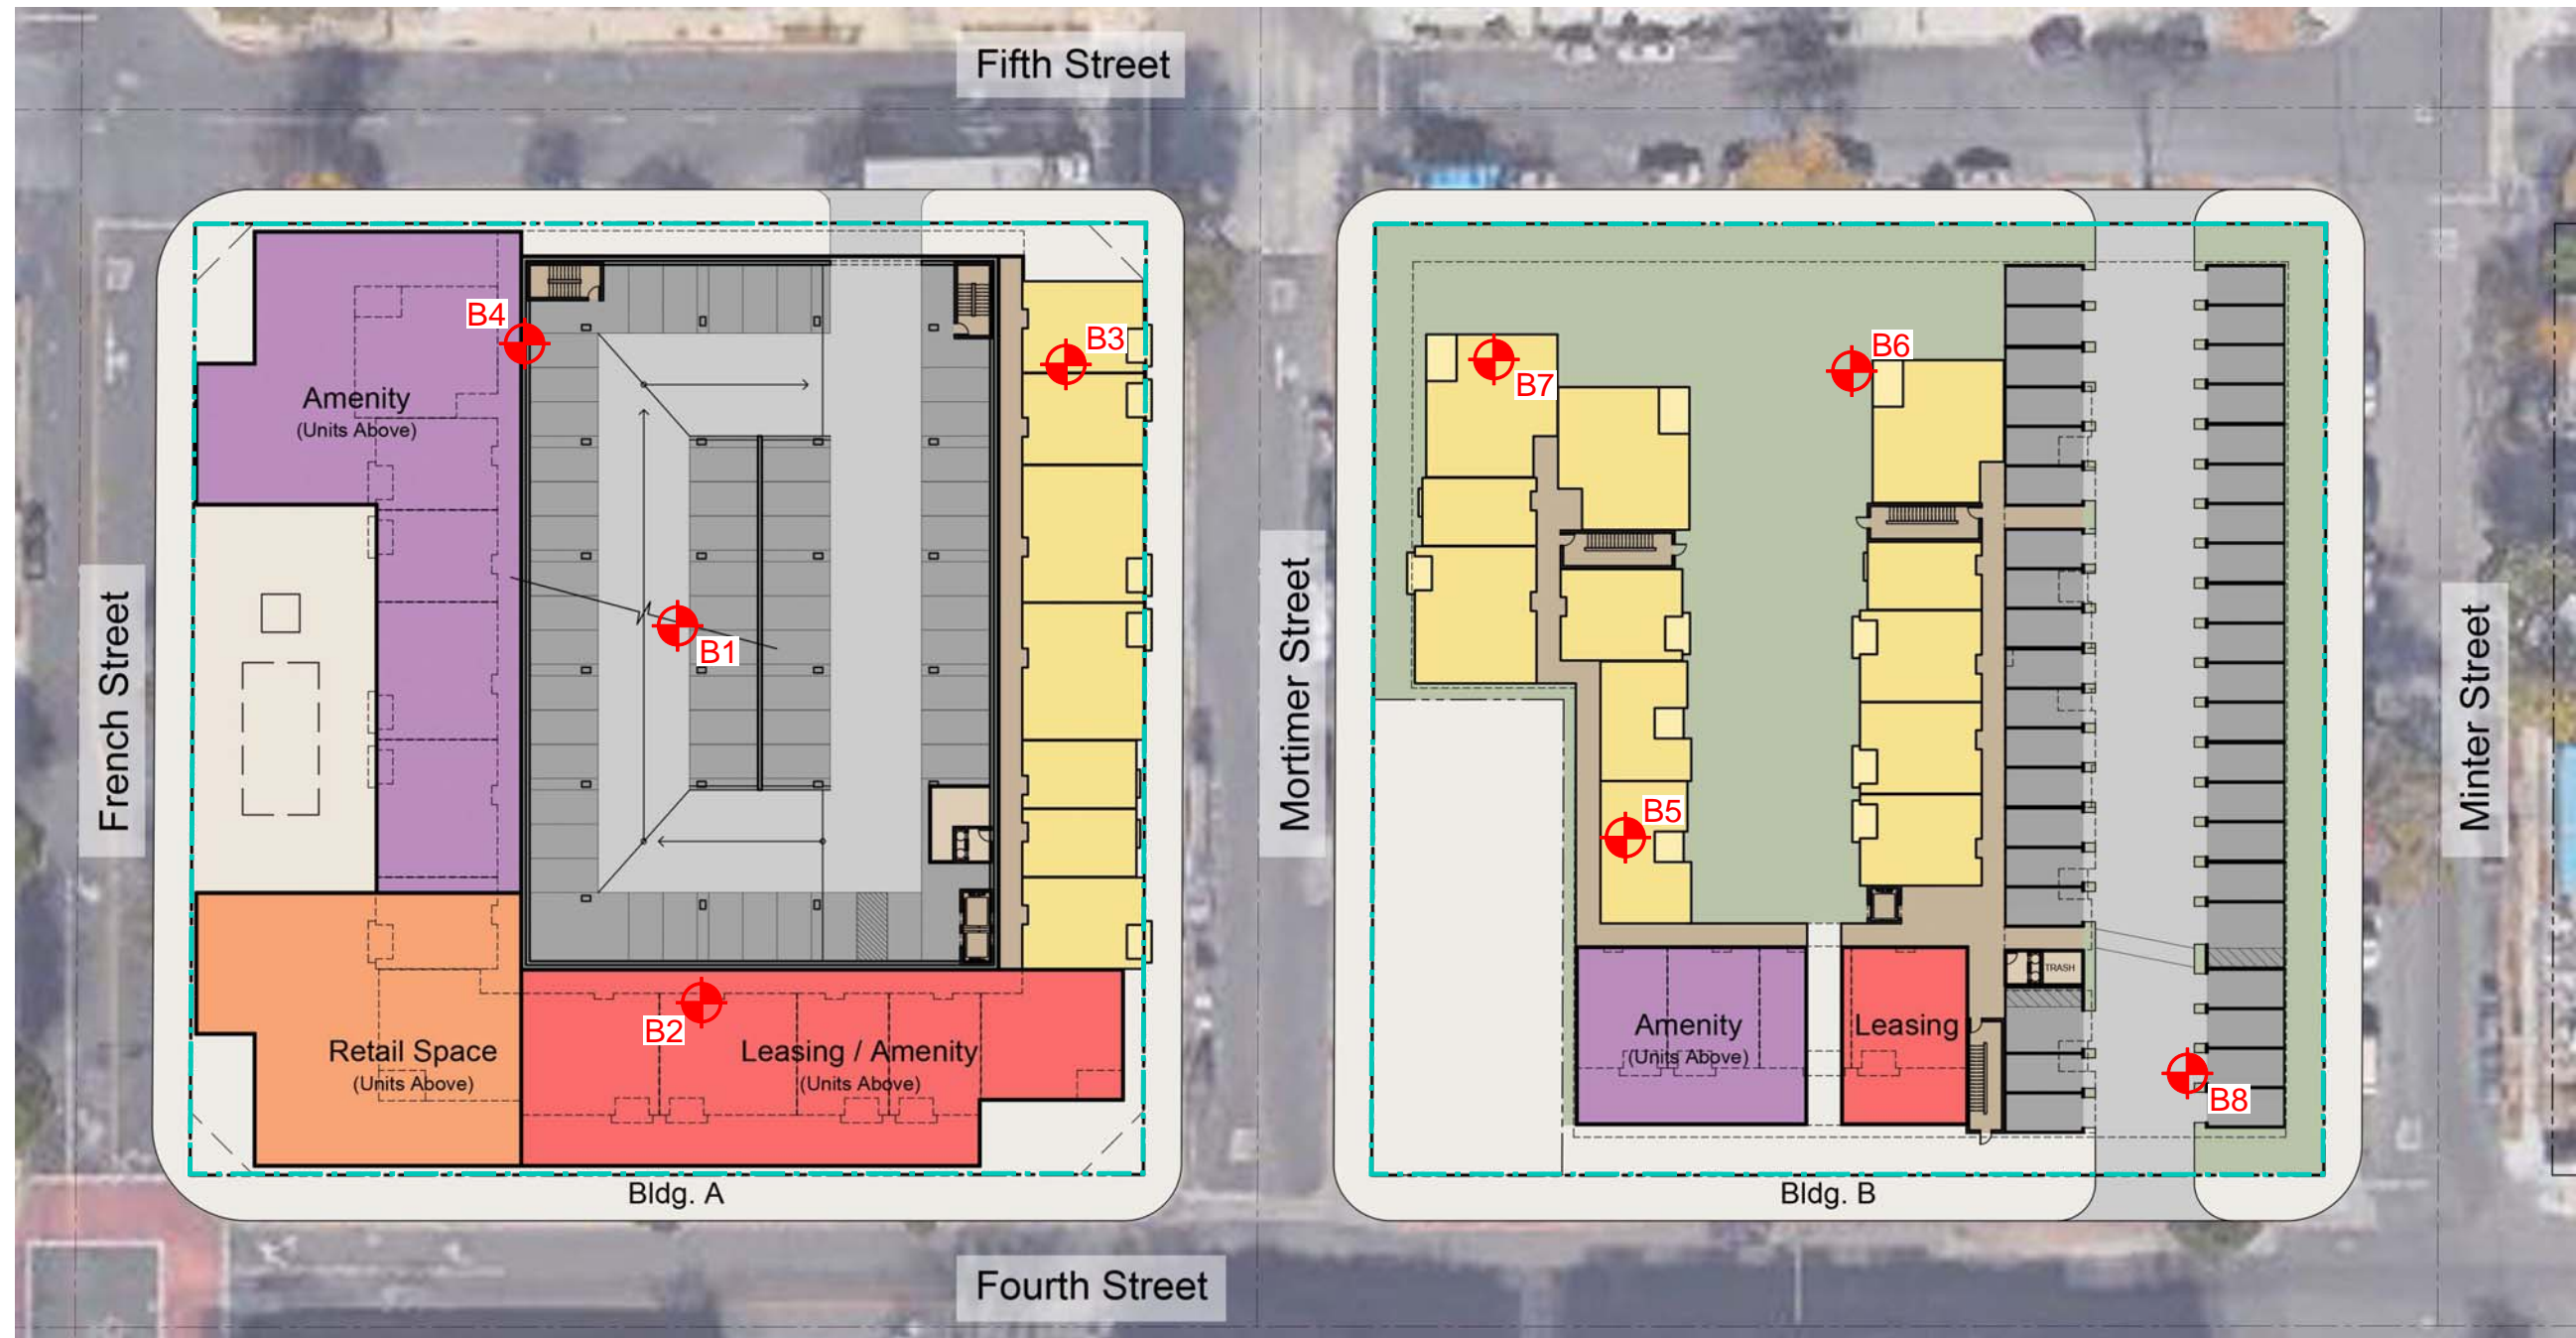 Fifth Street
B4
B3
B6
B7
Amenity
(Units Above)
French Street
Mortimer Street
Minter Street
B1
B5
TRASH
B2
Retail Space
(Units Above)
Leasing / Amenity
(Units Above)
Amenity
(Units Above)
Leasing
B8
Bldg. A
Bldg. B
Fourth Street